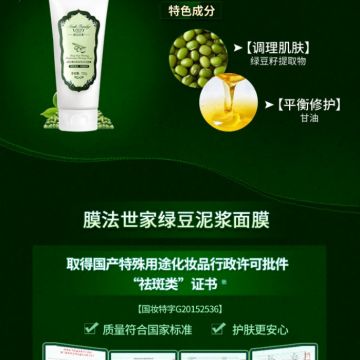 特色成分
【调理肌肤】
绿豆籽提取物
【平衡修护】
甘油
膜法世家绿豆泥浆面膜
取得国产特殊用途化妆品行政许可批件
“祛斑类”证书
【国妆特字G20152536】
质量符合国家标准
护肤更安心